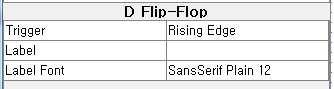 D Flip-Flop
Trigger Rising Edge
Label
Label Font SansSerif Plain 12